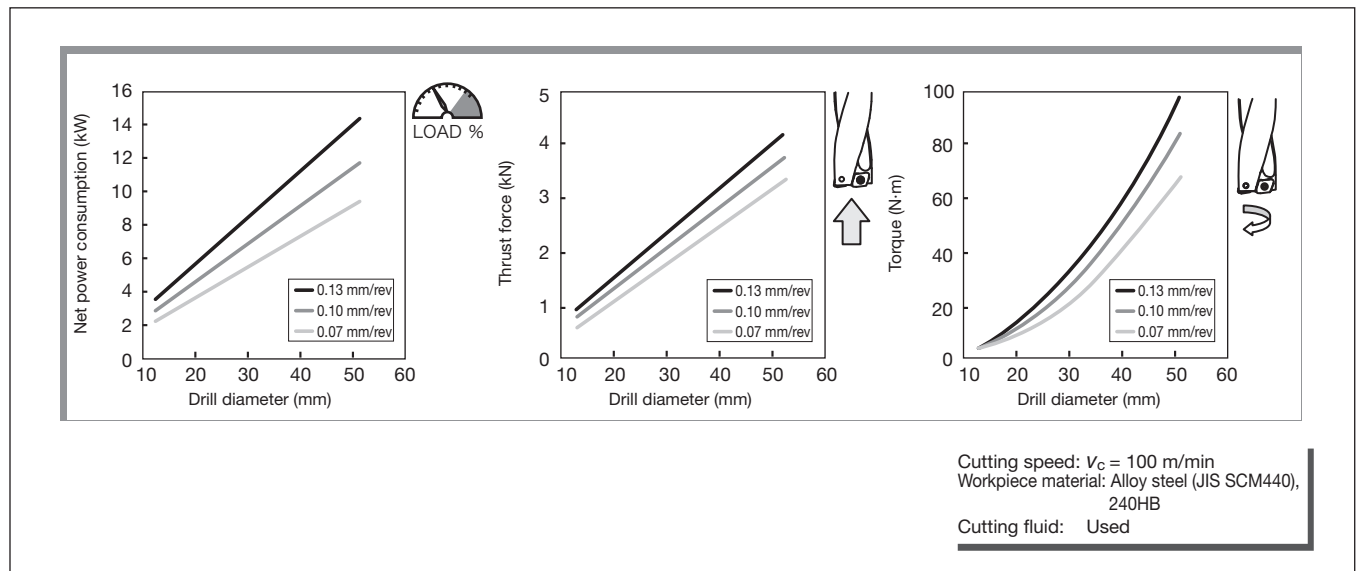 Net power consumption (kW)
16
14
12
10
8
6
4
2
0
10 20 30 40 50 60
Drill diameter (mm)
0.13 mm/rev
0.10 mm/rev
0.07 mm/rev
LOAD %
Thrust force (kN)
5
4
3
2
1
0
10 20 30 40 50 60
Drill diameter (mm)
0.13 mm/rev
0.10 mm/rev
0.07 mm/rev
Torque (N·m)
100
80
60
40
20
0
10 20 30 40 50 60
Drill diameter (mm)
0.13 mm/rev
0.10 mm/rev
0.07 mm/rev
Cutting speed: vc = 100 m/min
Workpiece material: Alloy steel (JIS SCM440),
240HB
Cutting fluid: Used